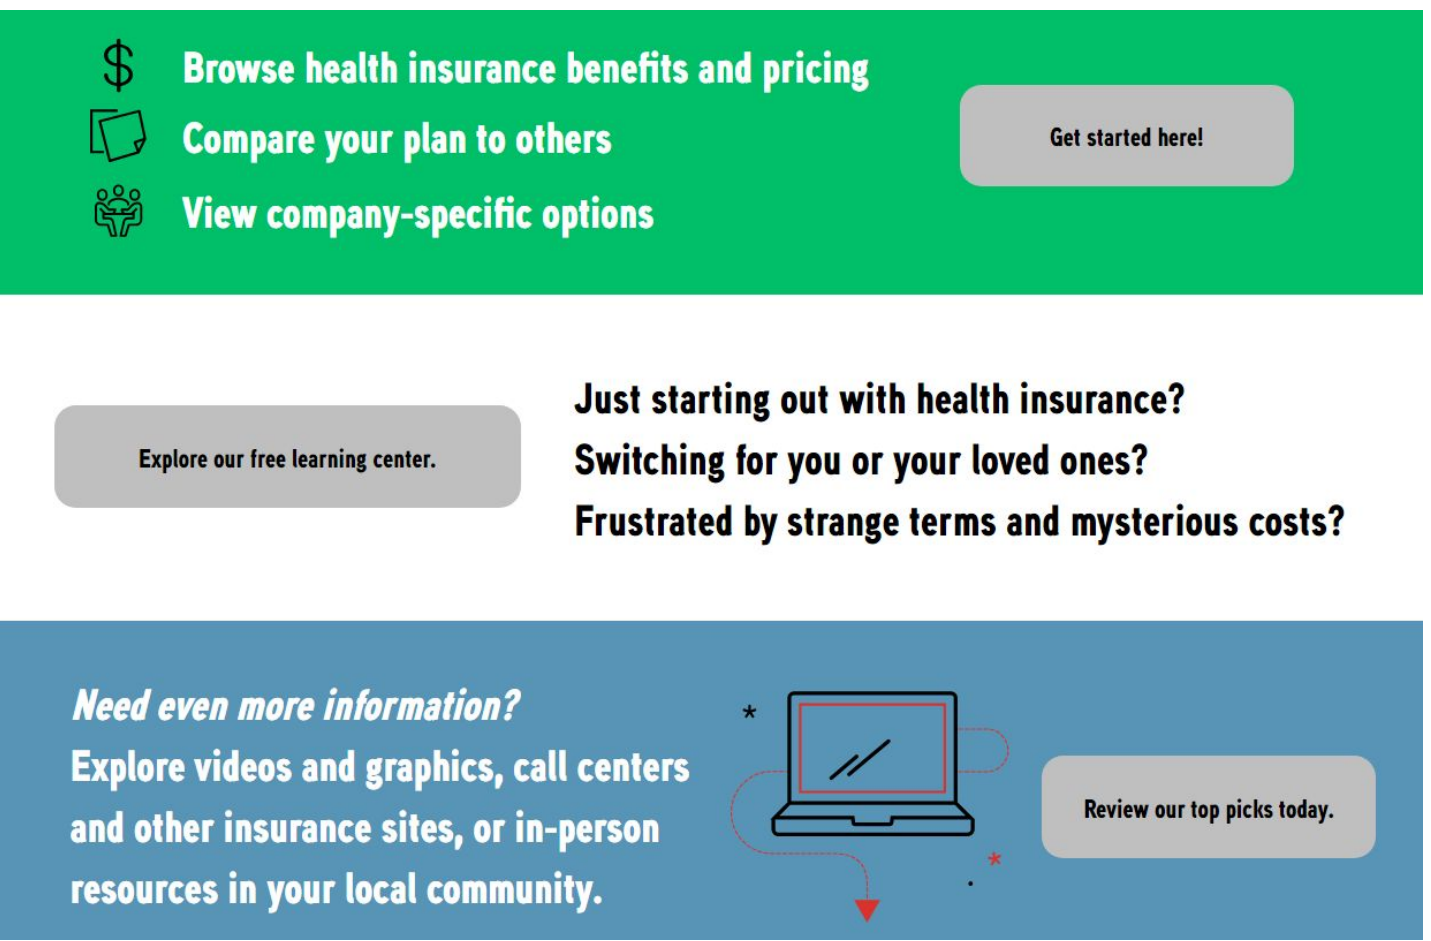 Browse health insurance benefits and pricing
Compare your plan to others
View company-specific options
Get started here!
Explore our free learning center.
Just starting out with health insurance?
Switching for you or your loved ones?
Frustrated by strange terms and mysterious costs?
Need even more information?
Explore videos and graphics, call centers
and other insurance sites, or in-person
resources in your local community.
Review our top picks today.